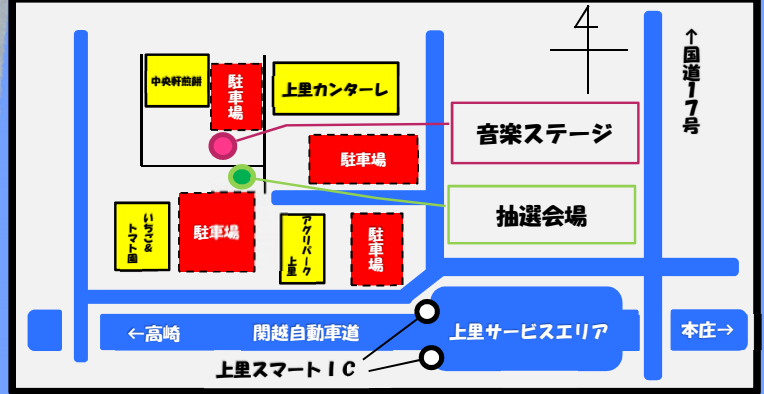 ↑国道17号
中央軒煎餅
駐車場
上里カンターレ
音楽ステージ
駐車場
抽選会場
いちご&
トマト園
駐車場
アグリパーク
上里
駐車場
←高崎
関越自動車道
上里サービスエリア
本庄→
上里スマートIC